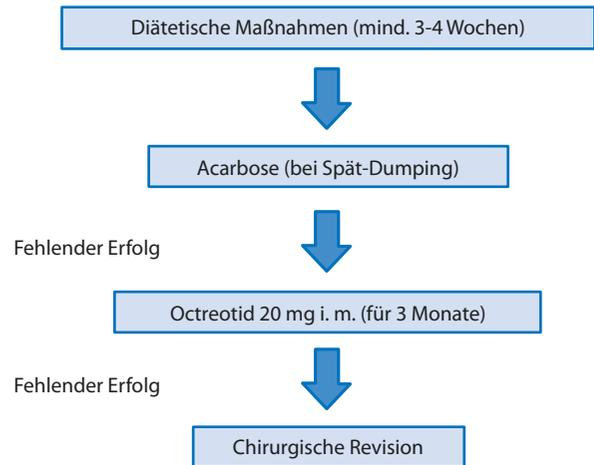 Diätetische Maßnahmen (mind. 3-4 Wochen)
Acarbose (bei Spät-Dumping)
Fehlender Erfolg
Octreotid 20 mg i. m. (für 3 Monate)
Fehlender Erfolg
Chirurgische Revision